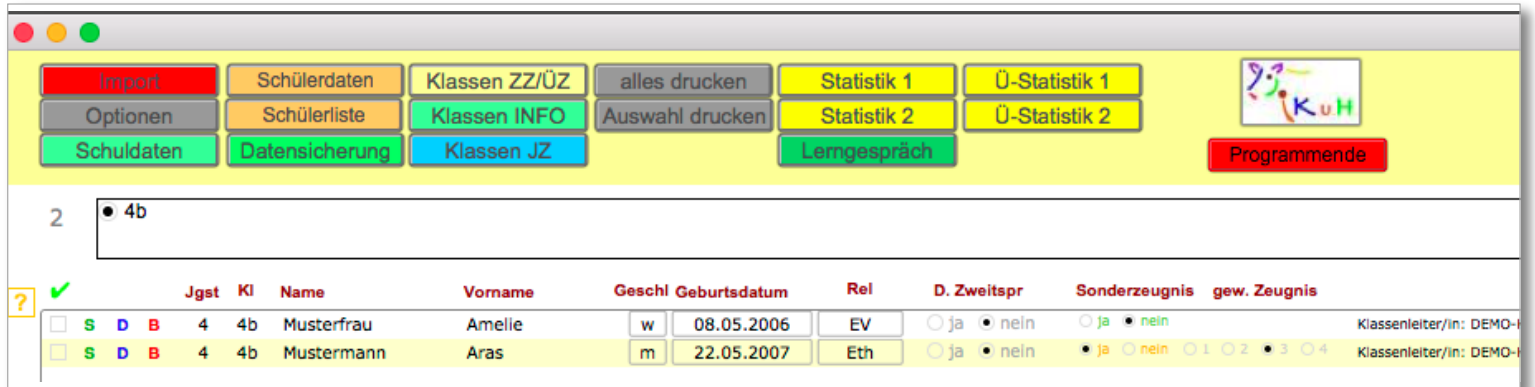 Import Schülerdaten Klassen ZZ/ÜZ alles drucken Statistik 1 Ü-Statistik 1
Optionen Schülerliste Klassen INFO Auswahl drucken Statistik 2 Ü-Statistik 2
KuH
Schuldaten Datensicherung Klassen JZ Lerngespräch Programmende
2 4b
? Jgst Kl Name Vorname Geschl Geburtsdatum Rel D. Zweitspr Sonderzeugnis gew. Zeugnis
S D B 4 4b Musterfrau Amelie w 08.05.2006 EV ja nein ja nein Klassenleiter/in: DEMO-
S D B 4 4b Mustermann Aras m 22.05.2007 Eth ja nein ja nein 1 2 3 4 Klassenleiter/in: DEMO-